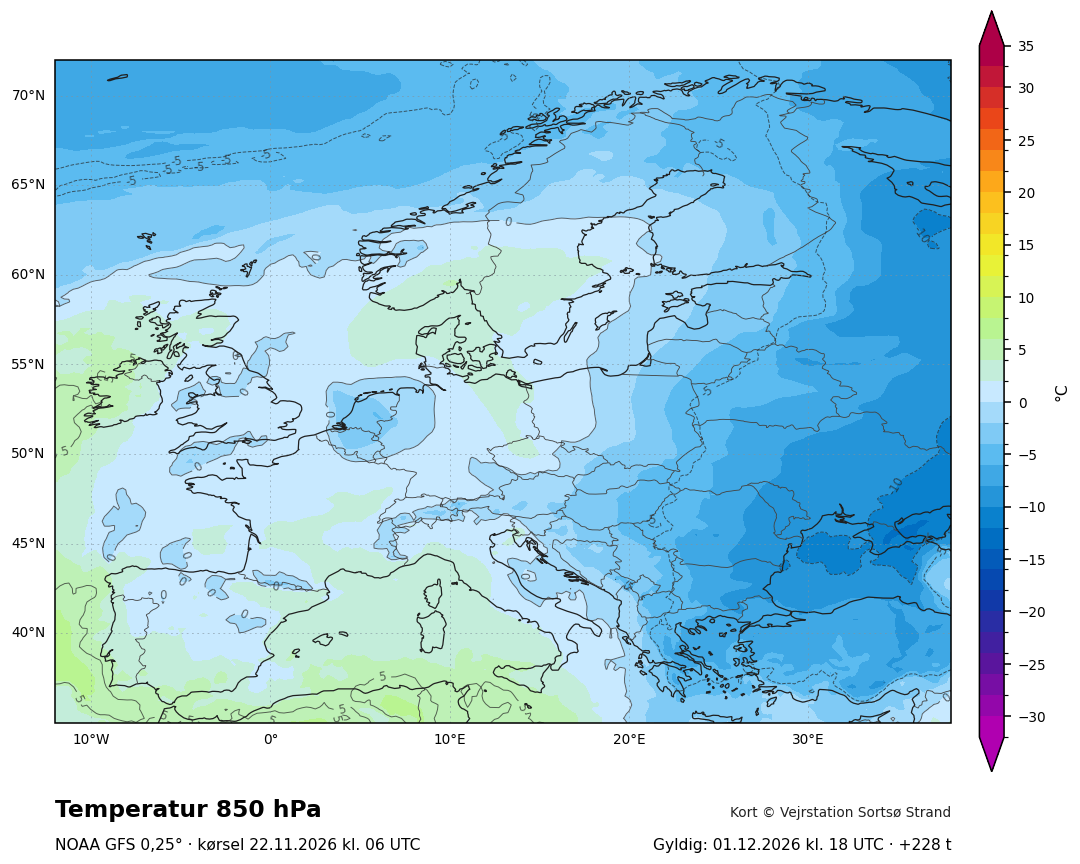 70°N
65°N
60°N
55°N
50°N
45°N
40°N
10°W
0°
10°E
20°E
30°E
35
30
25
20
15
10
5
0
−5
−10
−15
−20
−25
−30
°C
Temperatur 850 hPa
Kort © Vejrstation Sortsø Strand
NOAA GFS 0,25° · kørsel 22.11.2026 kl. 06 UTC
Gyldig: 01.12.2026 kl. 18 UTC · +228 t